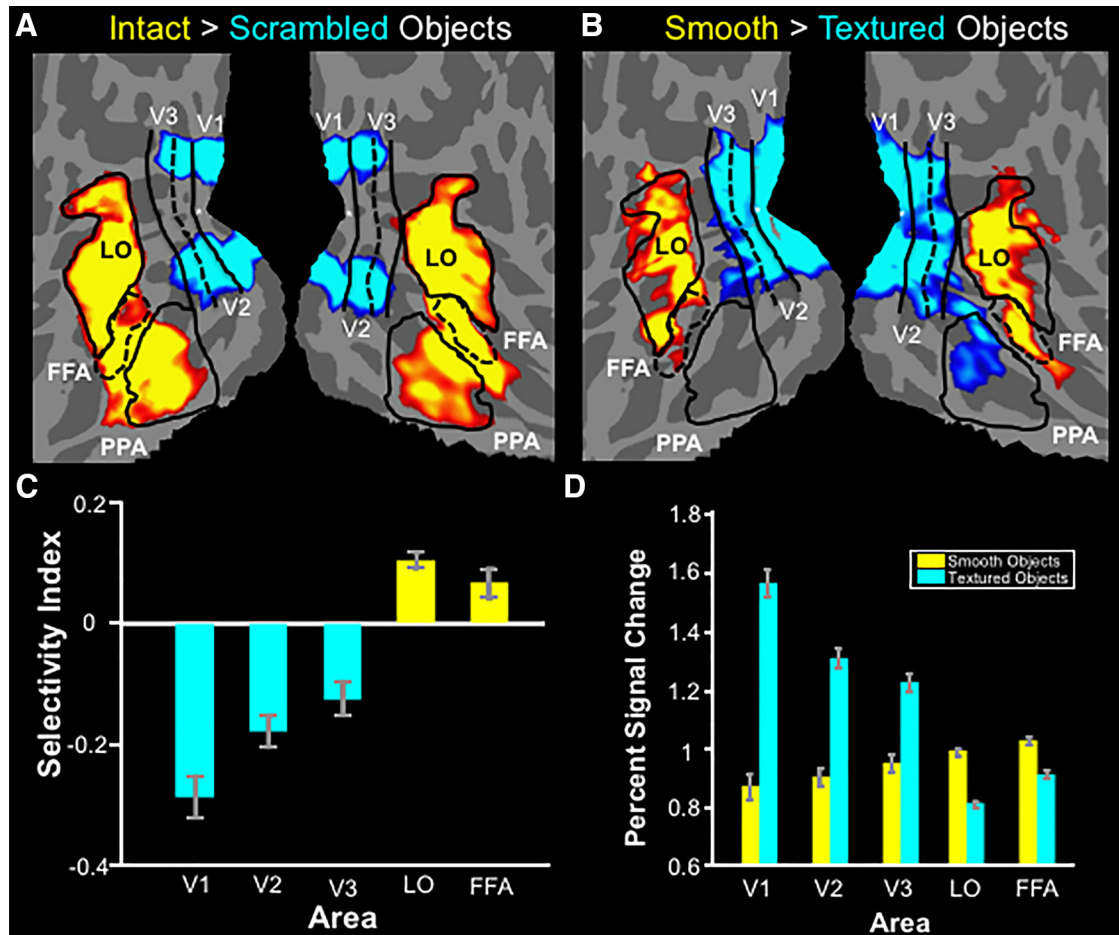 A Intact > Scrambled Objects
V3 V1 V1 V3
LO LO
V2 V2
FFA FFA
PPA PPA
B Smooth > Textured Objects
V3 V1 V1 V3
LO LO
V2 V2
FFA FFA
PPA PPA
C
Selectivity Index
0.2
0
-0.2
-0.4
V1 V2 V3 LO FFA
Area
D
Percent Signal Change
1.8
1.6
1.4
1.2
1
0.8
0.6
Smooth Objects
Textured Objects
V1 V2 V3 LO FFA
Area